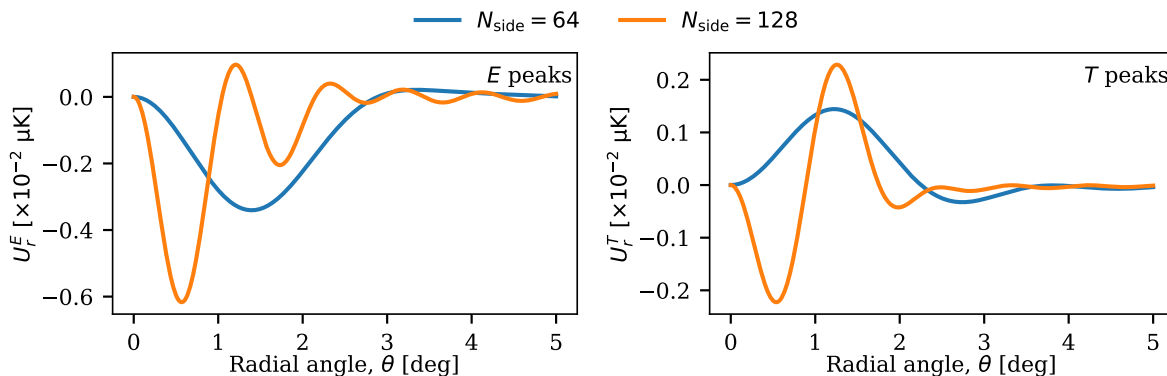 N_side = 64 N_side = 128
E peaks
0.0
−0.2
−0.4
−0.6
U_r^E [×10^−2 μK]
0 1 2 3 4 5
Radial angle, θ [deg]
T peaks
0.2
0.1
0.0
−0.1
−0.2
U_r^T [×10^−2 μK]
0 1 2 3 4 5
Radial angle, θ [deg]